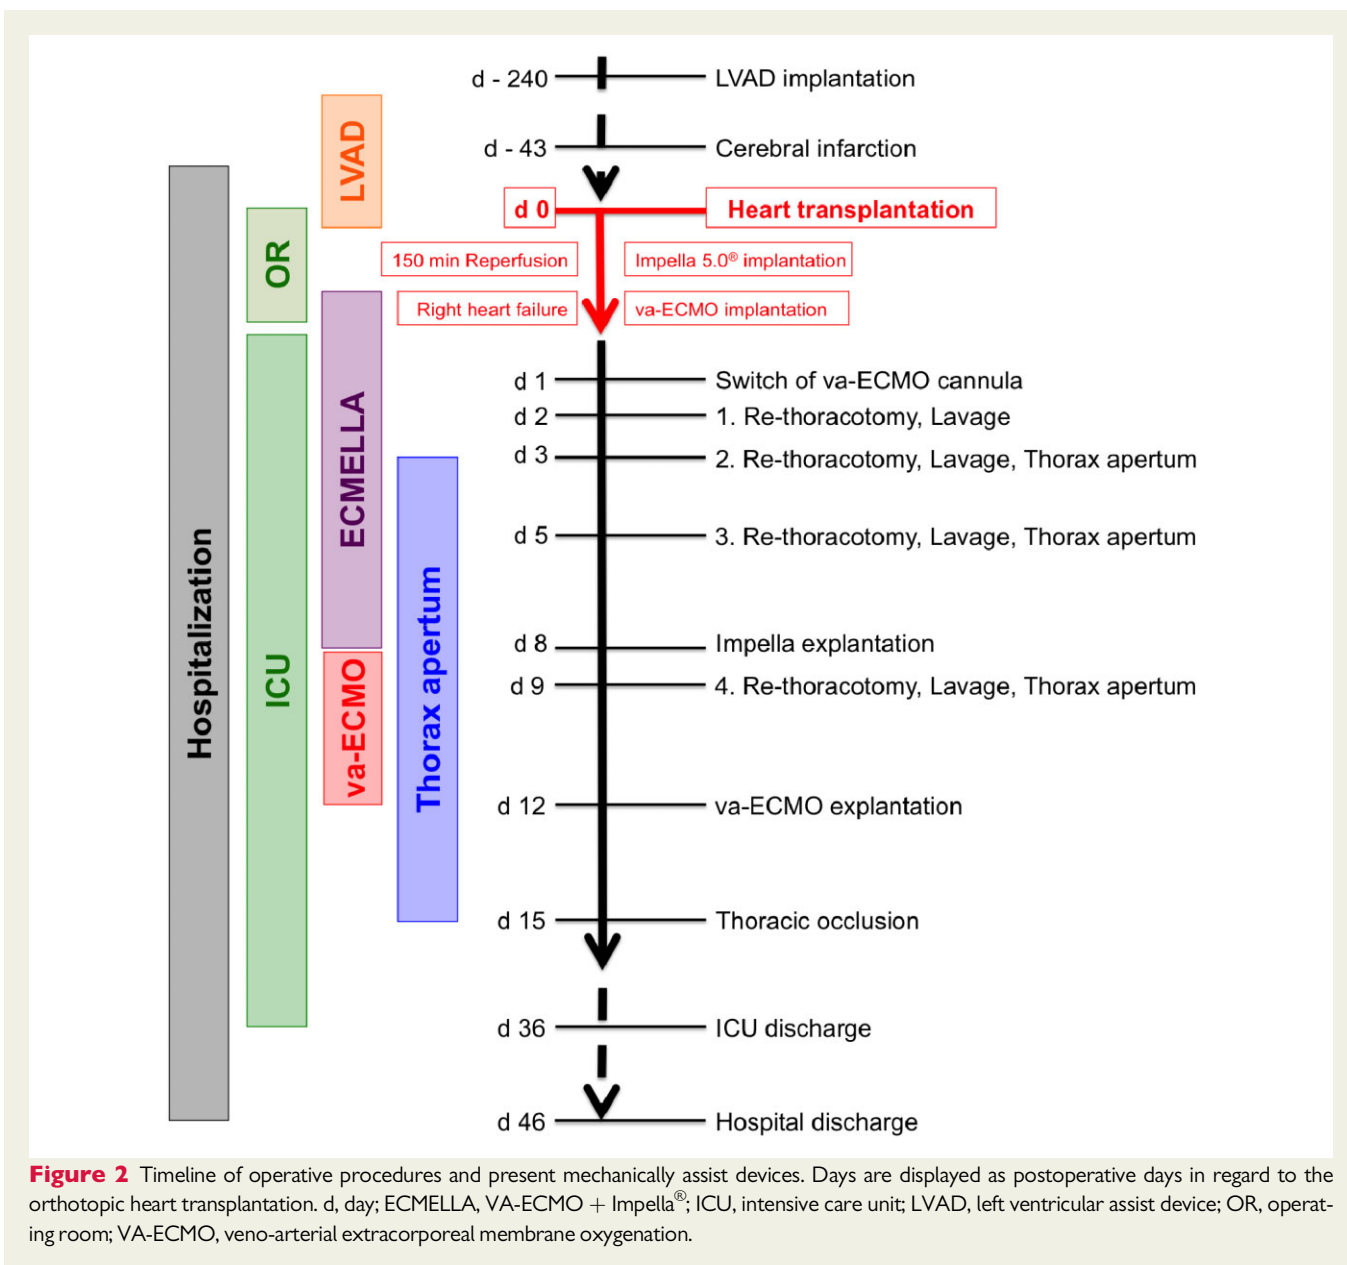 d - 240 LVAD implantation
d - 43 Cerebral infarction
d 0 Heart transplantation
150 min Reperfusion Impella 5.0® implantation
Right heart failure va-ECMO implantation
d 1 Switch of va-ECMO cannula
d 2 1. Re-thoracotomy, Lavage
d 3 2. Re-thoracotomy, Lavage, Thorax apertum
d 5 3. Re-thoracotomy, Lavage, Thorax apertum
d 8 Impella explantation
d 9 4. Re-thoracotomy, Lavage, Thorax apertum
d 12 va-ECMO explantation
d 15 Thoracic occlusion
d 36 ICU discharge
d 46 Hospital discharge
Hospitalization
OR
ICU
LVAD
ECMELLA
va-ECMO
Thorax apertum
Figure 2 Timeline of operative procedures and present mechanically assist devices. Days are displayed as postoperative days in regard to the
orthotopic heart transplantation. d, day; ECMELLA, VA-ECMO + Impella®; ICU, intensive care unit; LVAD, left ventricular assist device; OR, operat-
ing room; VA-ECMO, veno-arterial extracorporeal membrane oxygenation.